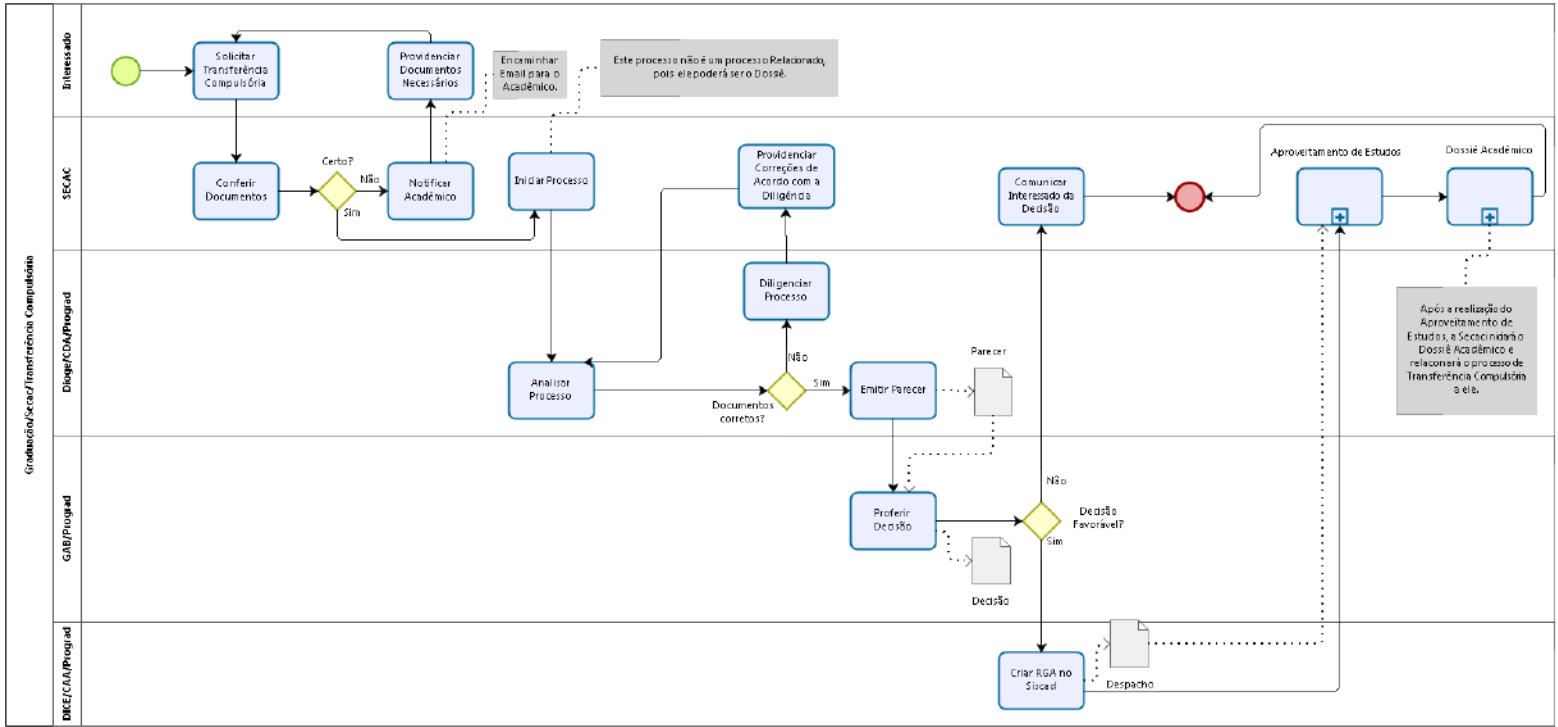 Graduação/Secac/Transferência Compulsória
Interessado
Solicitar
Transferência
Compulsória
Providenciar
Documentos
Necessários
Encaminhar
Email para o
Acadêmico.
Este processo não é um processo Relacionado,
pois ele poderá ser o Dossiê.
SECAC
Conferir
Documentos
Certo?
Não
Sim
Notificar
Acadêmico
Iniciar Processo
Providenciar
Correções de
Acordo com a
Diligência
Comunicar
Interessado da
Decisão
Aproveitamento de Estudos
Dossiê Acadêmico
Dioge/CDA/Prograd
Diligenciar
Processo
Não
Analisar
Processo
Documentos
corretos?
Sim
Emitir Parecer
Parecer
Após a realização do
Aproveitamento de
Estudos, a Secac iniciará o
Dossiê Acadêmico e
relacionará o processo de
Transferência Compulsória
a ele.
GAB/Prograd
Proferir
Decisão
Não
Decisão
Favorável?
Sim
Decisão
DICE/CAA/Prograd
Criar RGA no
Siscad
Despacho